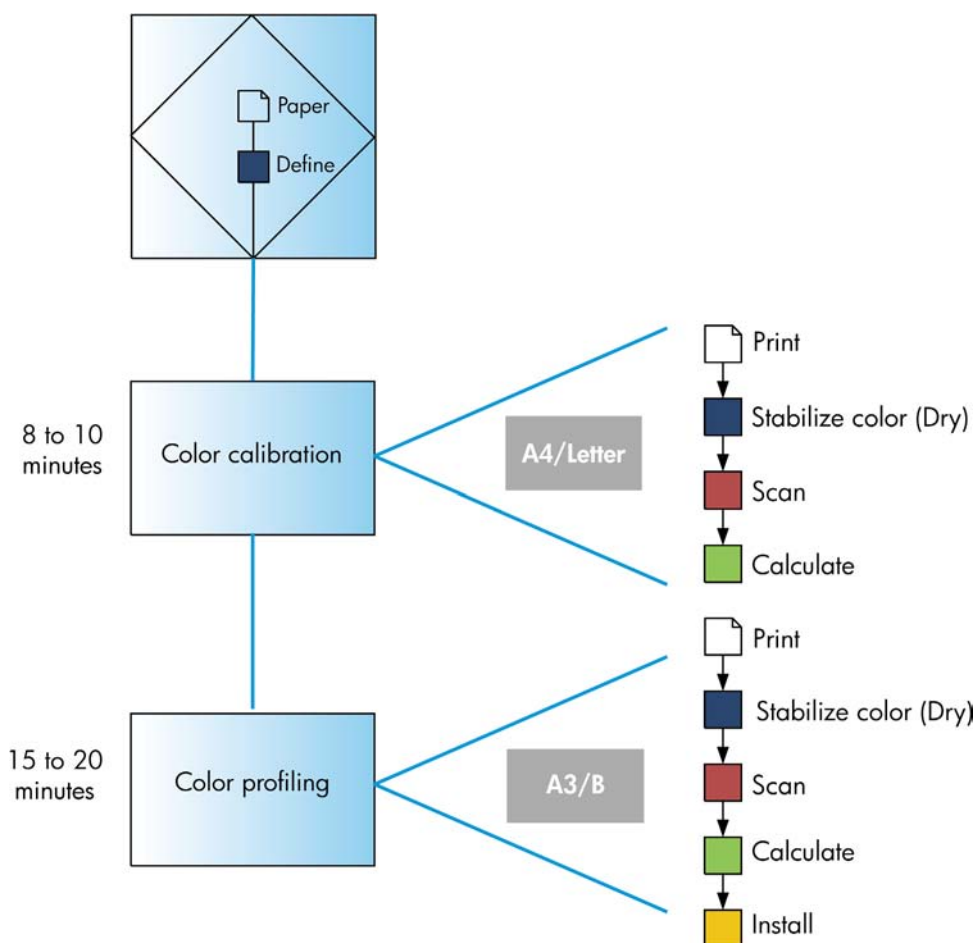 Paper
Define
8 to 10
minutes
Color calibration
A4/Letter
Print
Stabilize color (Dry)
Scan
Calculate
15 to 20
minutes
Color profiling
A3/B
Print
Stabilize color (Dry)
Scan
Calculate
Install